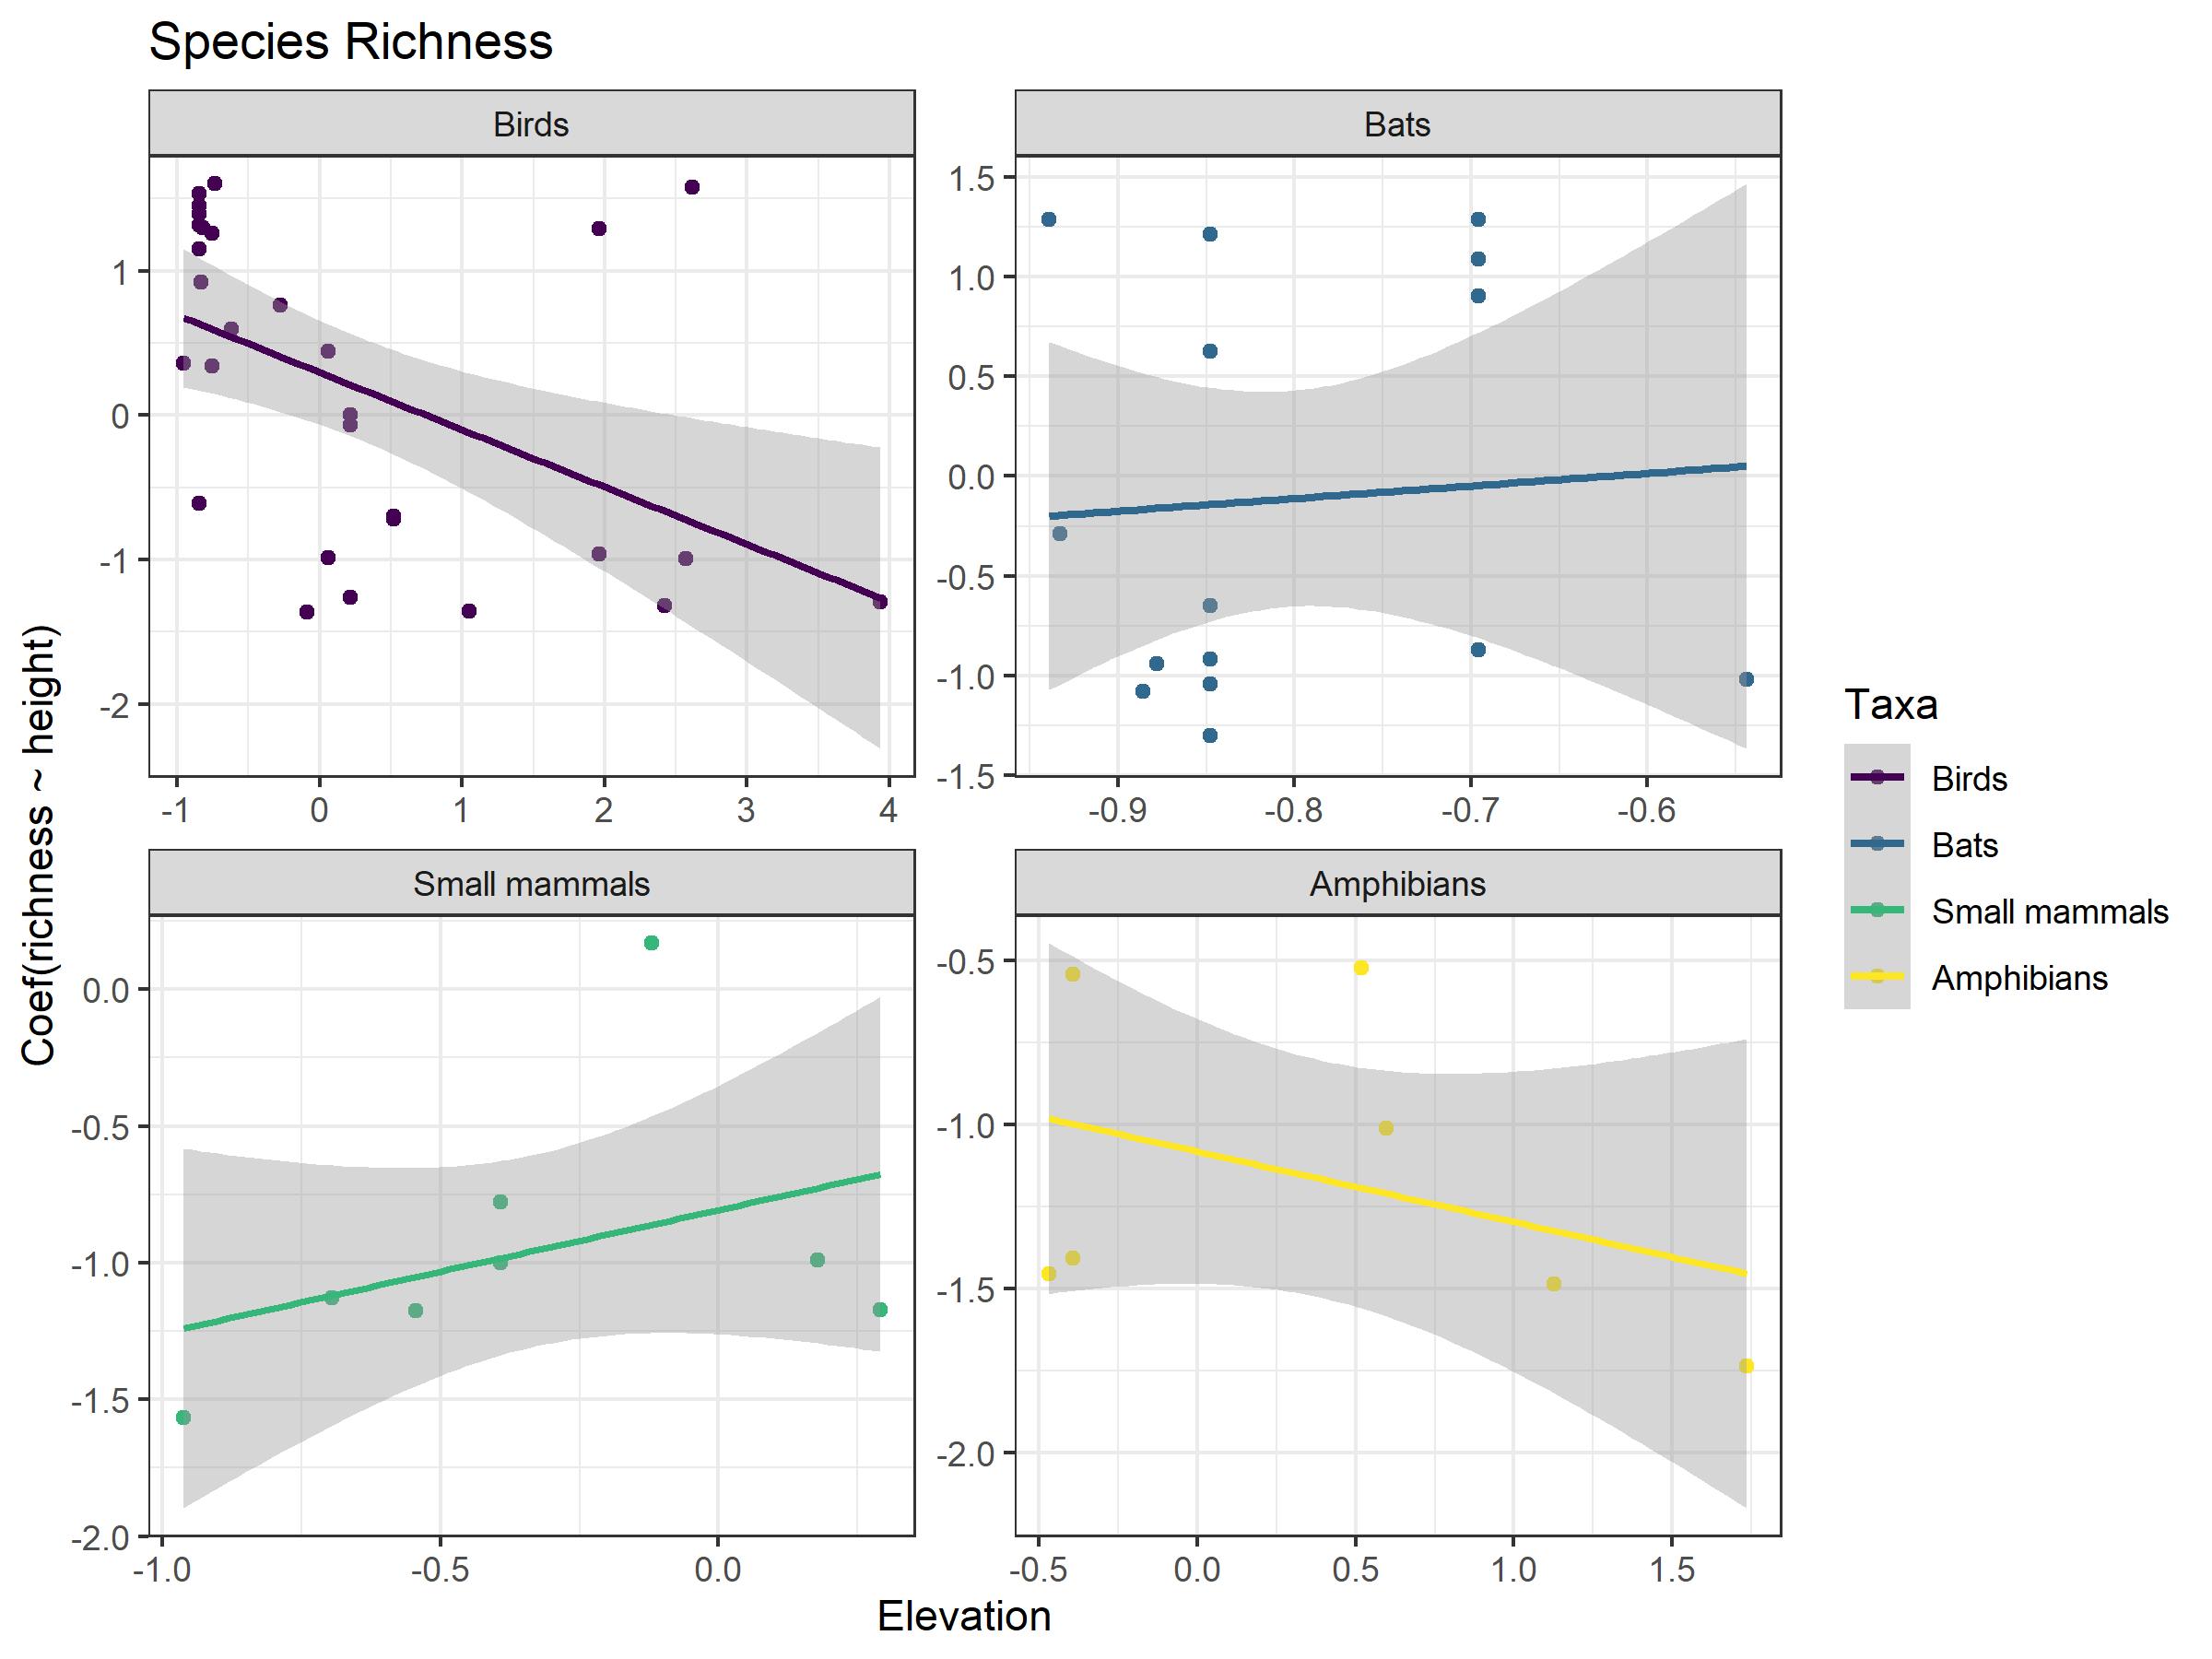 Species Richness
Birds
Bats
1
0
-1
-2
-1 0 1 2 3 4
1.5
1.0
0.5
0.0
-0.5
-1.0
-1.5
-0.9 -0.8 -0.7 -0.6
Small mammals
Amphibians
0.0
-0.5
-1.0
-1.5
-2.0
-1.0 -0.5 0.0
-0.5
-1.0
-1.5
-2.0
-0.5 0.0 0.5 1.0 1.5
Coef(richness ~ height)
Elevation
Taxa
Birds
Bats
Small mammals
Amphibians